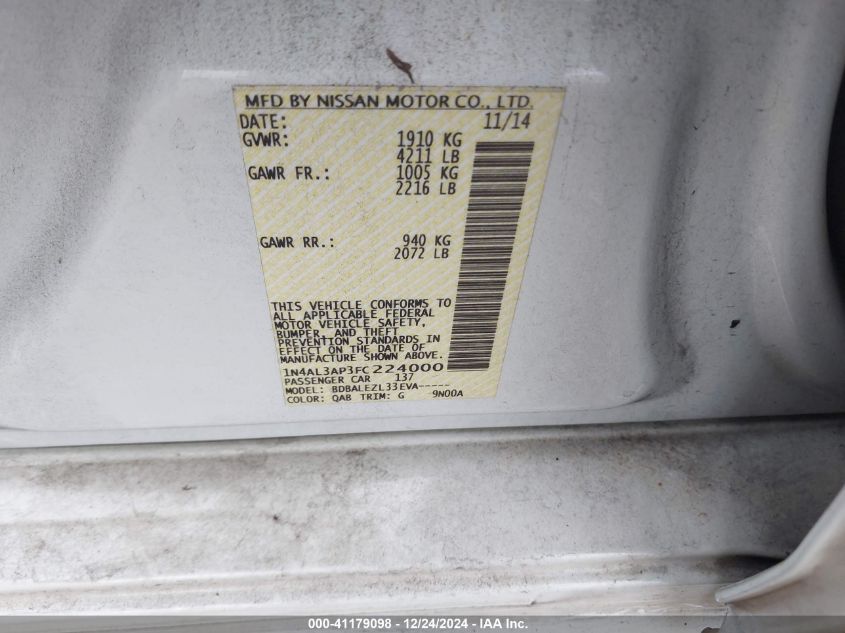 MFD BY NISSAN MOTOR CO., LTD.
DATE: 11/14
GVWR: 1910 KG
4211 LB
GAWR FR.: 1005 KG
2216 LB
GAWR RR.: 940 KG
2072 LB
THIS VEHICLE CONFORMS TO
ALL APPLICABLE FEDERAL
MOTOR VEHICLE SAFETY,
BUMPER, AND THEFT
PREVENTION STANDARDS IN
EFFECT ON THE DATE OF
MANUFACTURE SHOWN ABOVE.
1N4AL3AP3FC224000
PASSENGER CAR 137
MODEL: BDBALEZL33EVA-----
COLOR: QAB TRIM: G 9N00A
000-41179098 - 12/24/2024 - IAA Inc.